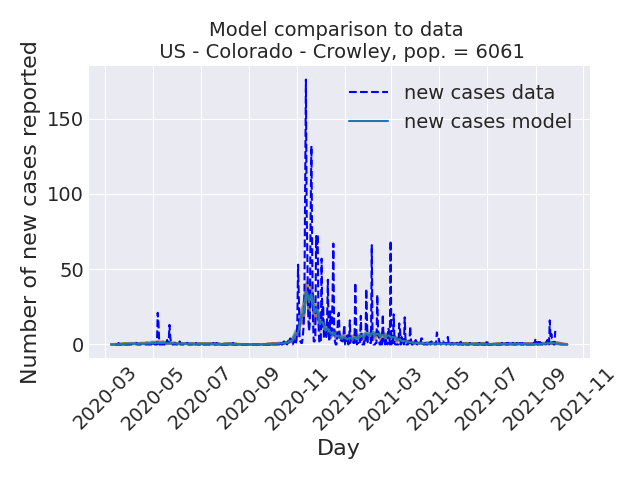 Model comparison to data
US - Colorado - Crowley, pop. = 6061
Number of new cases reported
new cases data
new cases model
150
100
50
0
2020-03
2020-05
2020-07
2020-09
2020-11
2021-01
2021-03
2021-05
2021-07
2021-09
2021-11
Day